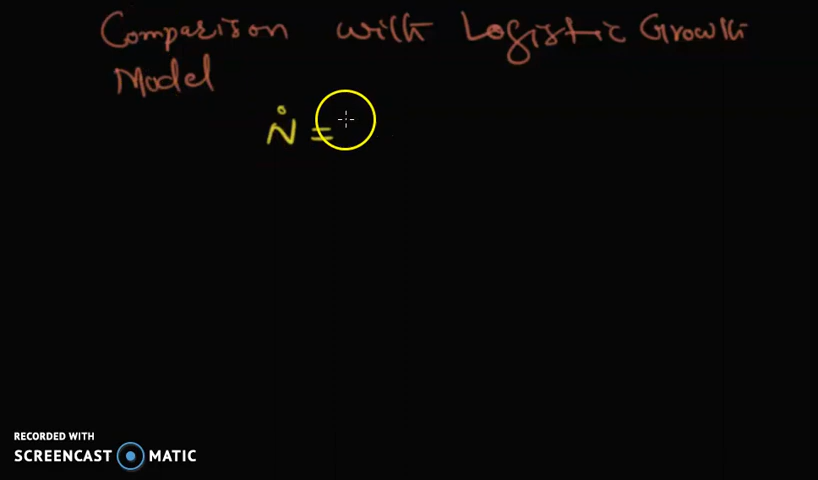 Comparison with Logistic Growth
Model
Ṅ =
RECORDED WITH
SCREENCAST MATIC